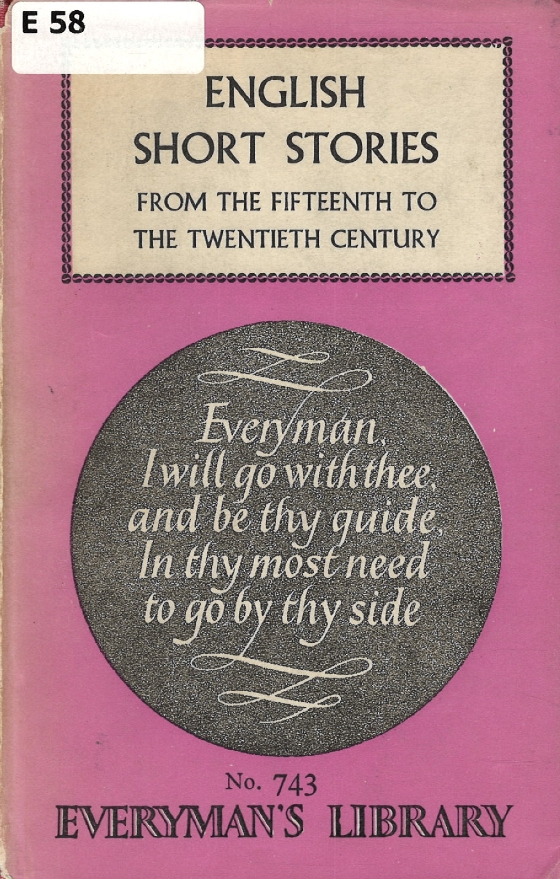 E 58
ENGLISH
SHORT STORIES
FROM THE FIFTEENTH TO
THE TWENTIETH CENTURY
Everyman,
I will go with thee,
and be thy guide,
In thy most need
to go by thy side
No. 743
EVERYMAN'S LIBRARY